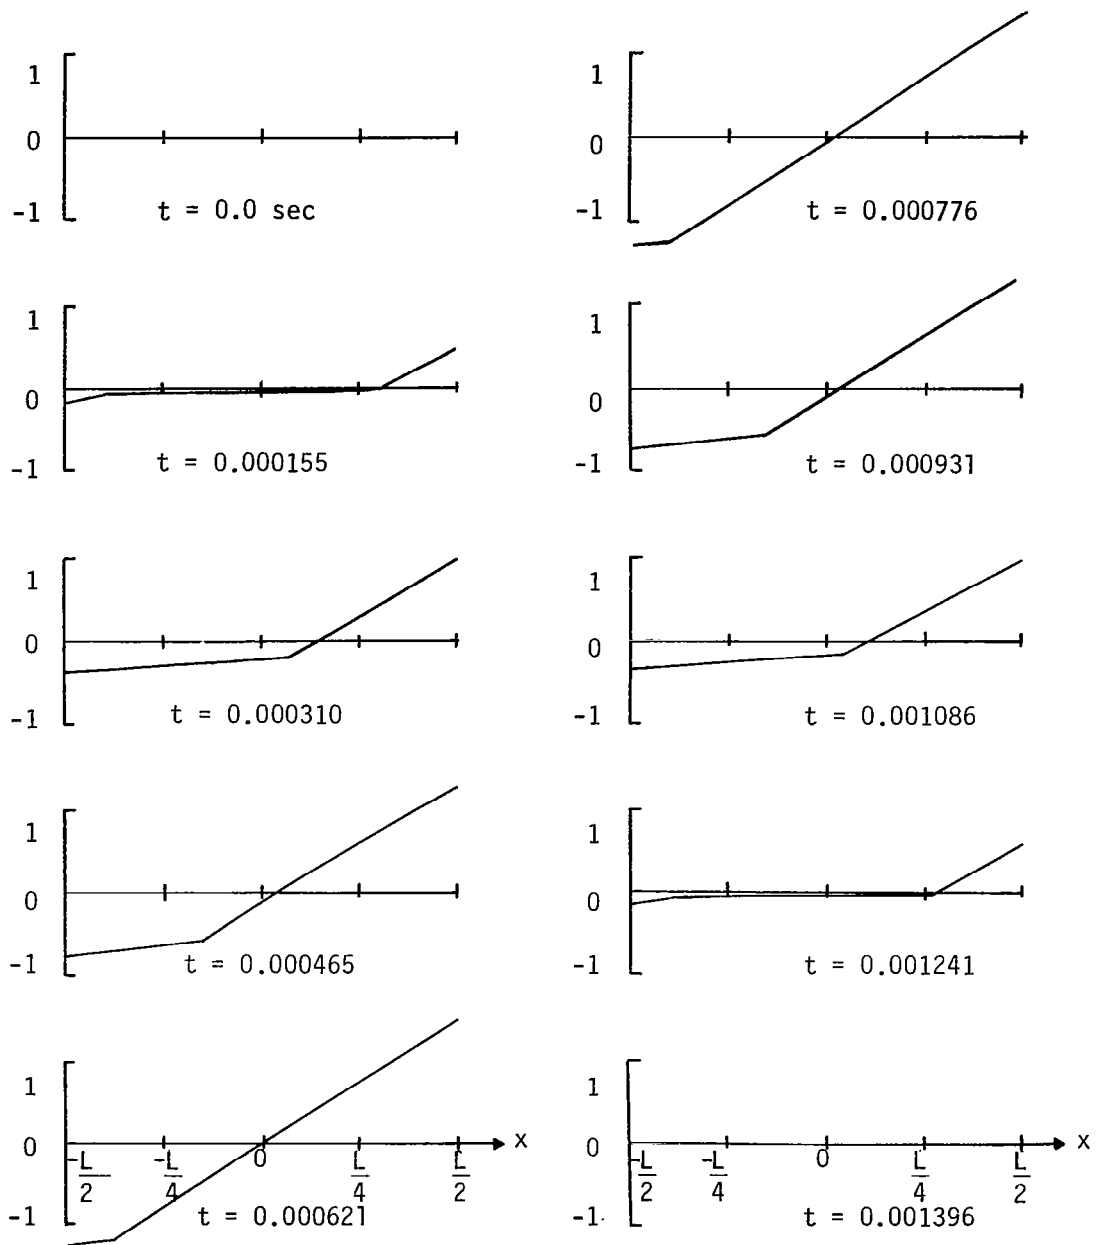 1
0
-1
t = 0.0 sec
1
0
-1
t = 0.000155
1
0
-1
t = 0.000310
1
0
-1
t = 0.000465
1
0
-1
-L/2
-L/4
0
L/4
L/2
x
t = 0.000621
1
0
-1
t = 0.000776
1
0
-1
t = 0.000931
1
0
-1
t = 0.001086
1
0
-1
t = 0.001241
1
0
-1
-L/2
-L/4
0
L/4
L/2
x
t = 0.001396